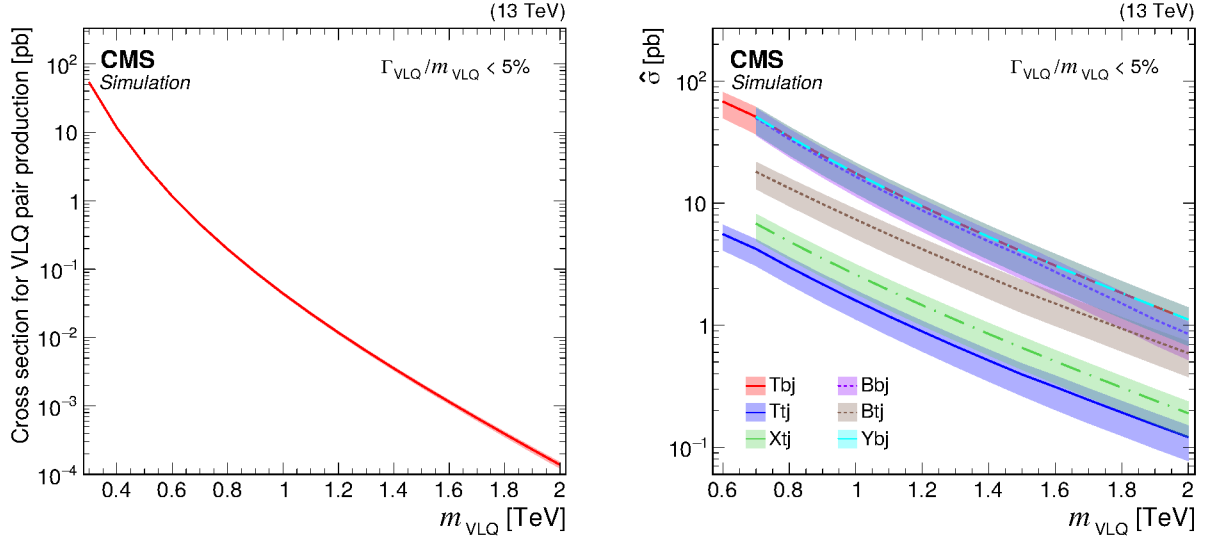 (13 TeV)
Cross section for VLQ pair production [pb]
CMS
Simulation
Γ_VLQ/m_VLQ < 5%
10²
10
1
10⁻¹
10⁻²
10⁻³
10⁻⁴
0.4 0.6 0.8 1 1.2 1.4 1.6 1.8 2
m_VLQ [TeV]
(13 TeV)
σ̂ [pb]
CMS
Simulation
Γ_VLQ/m_VLQ < 5%
10²
10
1
10⁻¹
Tbj Bbj
Ttj Btj
Xtj Ybj
0.6 0.8 1 1.2 1.4 1.6 1.8 2
m_VLQ [TeV]